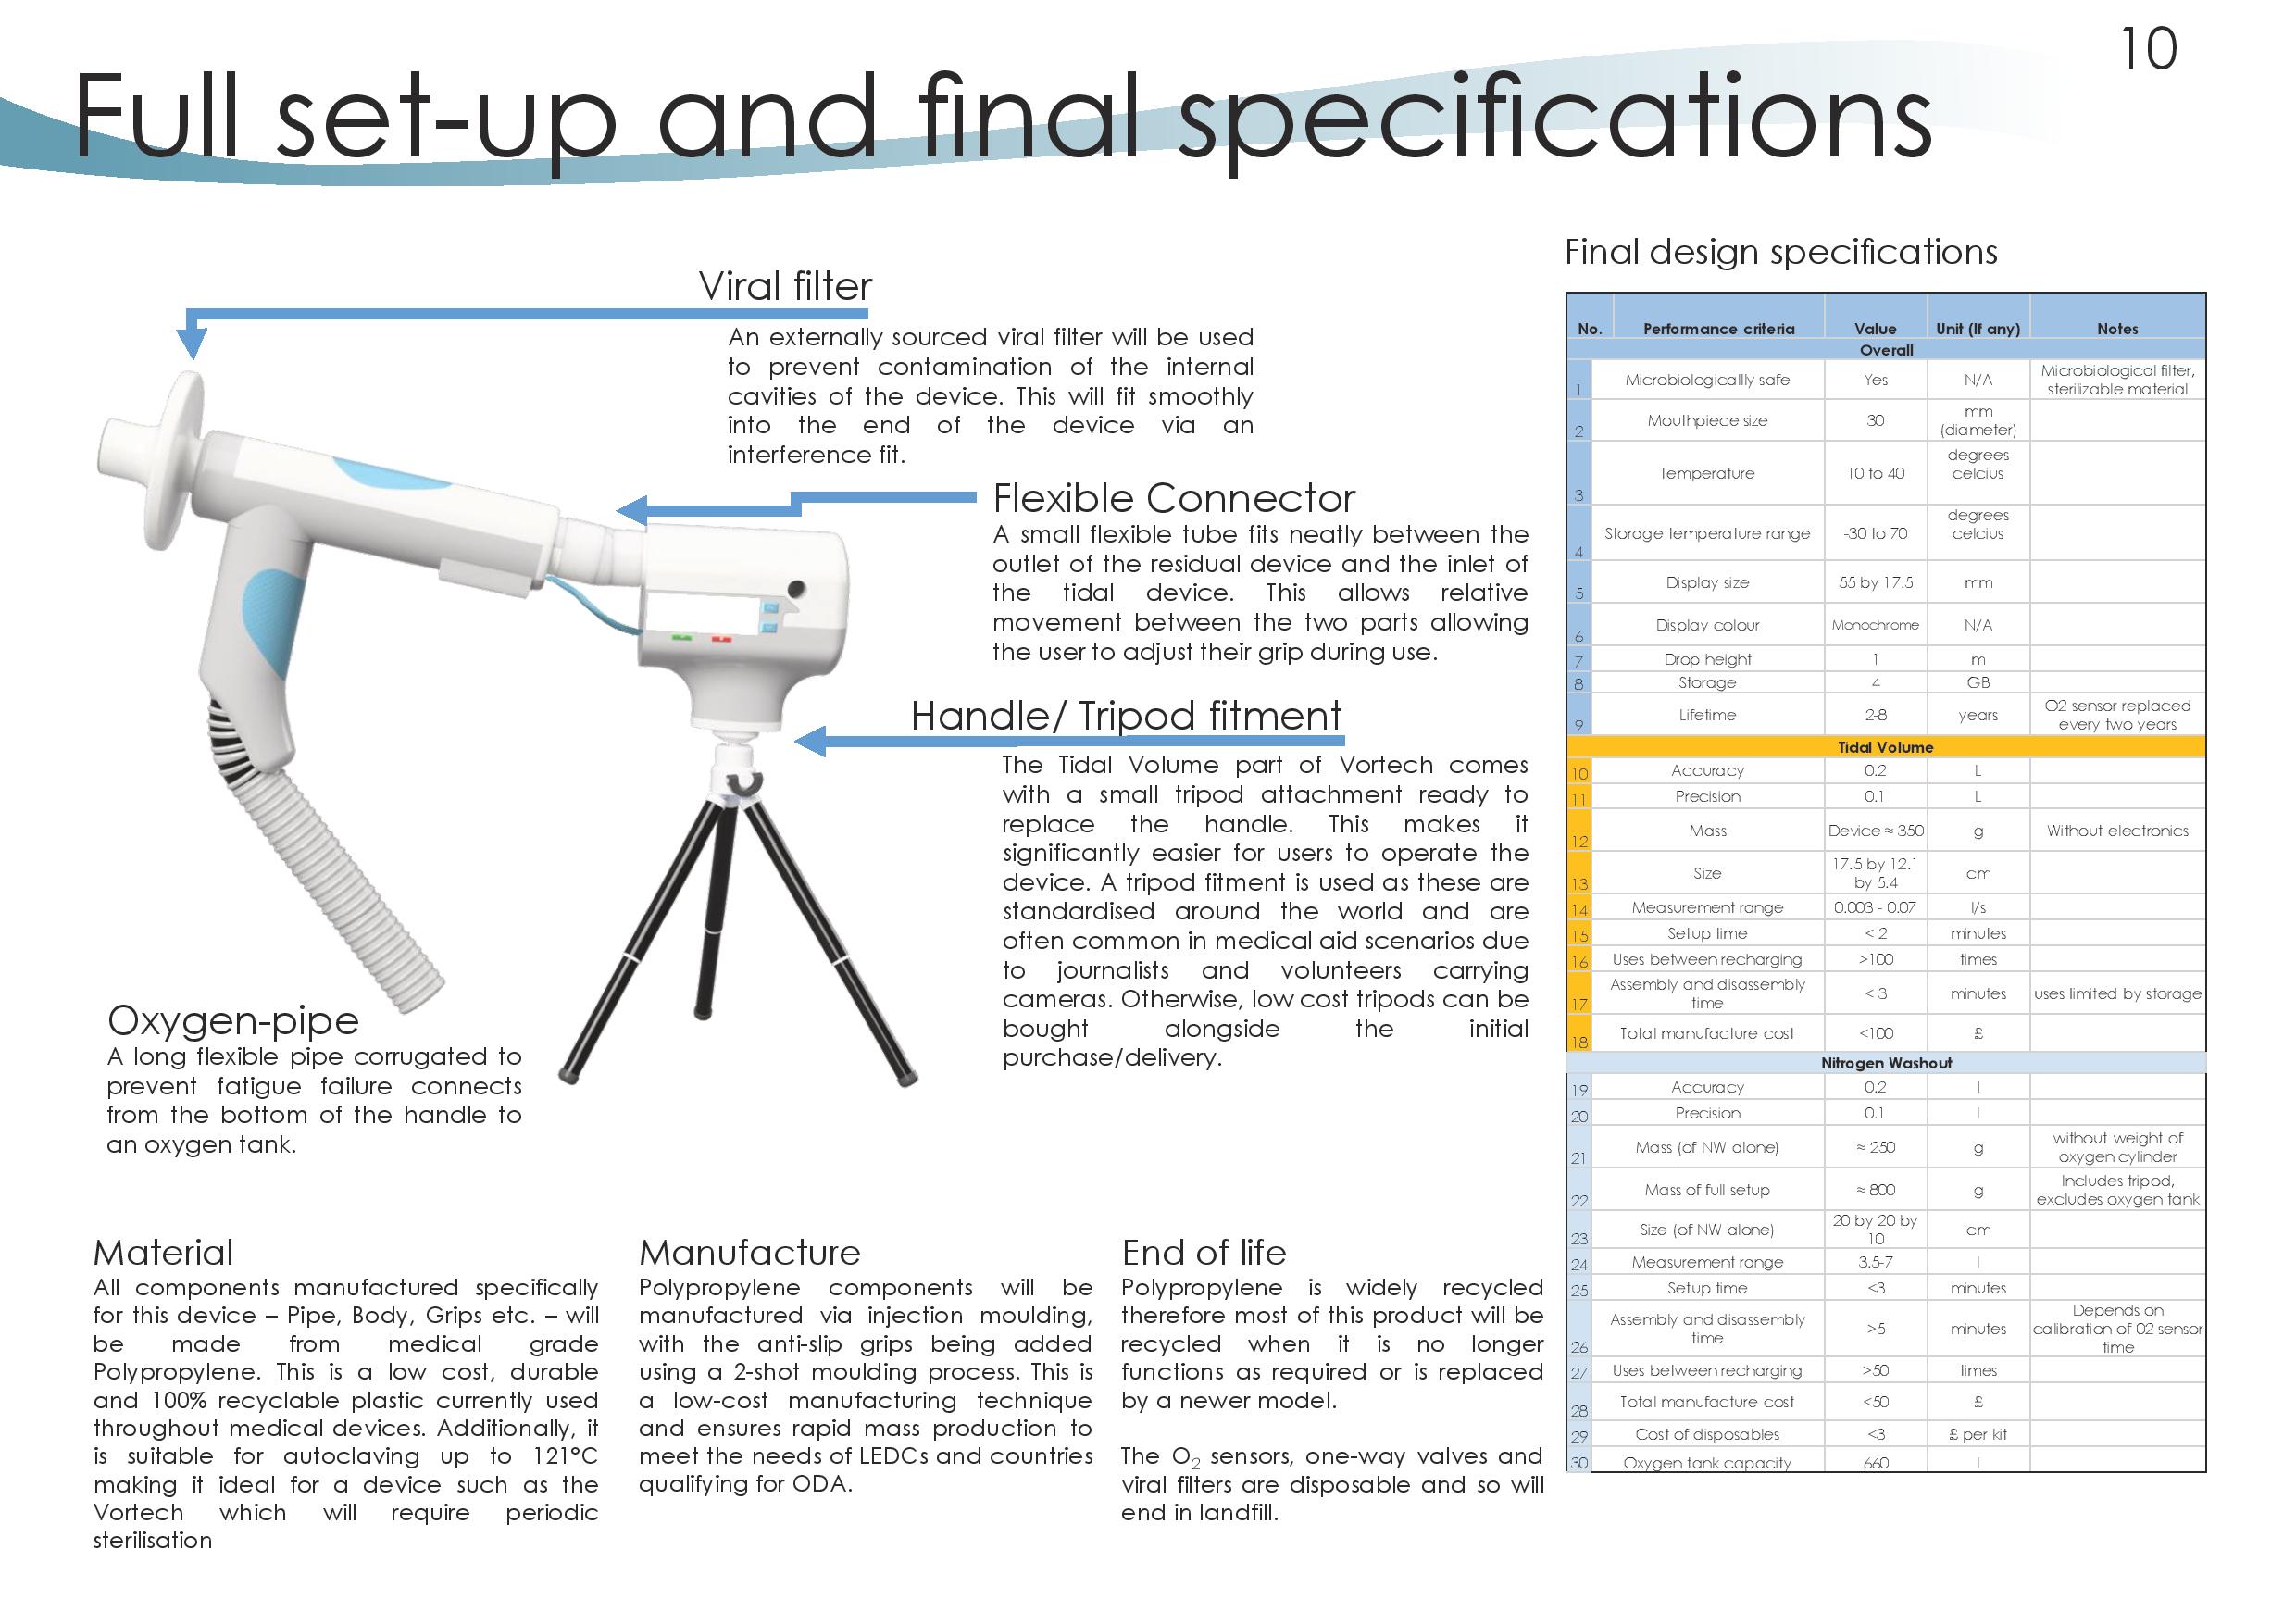 10
Full set-up and final specifications
Viral filter
An externally sourced viral filter will be used
to prevent contamination of the internal
cavities of the device. This will fit smoothly
into the end of the device via an
interference fit.
Flexible Connector
A small flexible tube fits neatly between the
outlet of the residual device and the inlet of
the tidal device. This allows relative
movement between the two parts allowing
the user to adjust their grip during use.
Handle/ Tripod fitment
The Tidal Volume part of Vortech comes
with a small tripod attachment ready to
replace the handle. This makes it
significantly easier for users to operate the
device. A tripod fitment is used as these are
standardised around the world and are
often common in medical aid scenarios due
to journalists and volunteers carrying
cameras. Otherwise, low cost tripods can be
bought alongside the initial
purchase/delivery.
Oxygen-pipe
A long flexible pipe corrugated to
prevent fatigue failure connects
from the bottom of the handle to
an oxygen tank.
Material
All components manufactured specifically
for this device – Pipe, Body, Grips etc. – will
be made from medical grade
Polypropylene. This is a low cost, durable
and 100% recyclable plastic currently used
throughout medical devices. Additionally, it
is suitable for autoclaving up to 121°C
making it ideal for a device such as the
Vortech which will require periodic
sterilisation
Manufacture
Polypropylene components will be
manufactured via injection moulding,
with the anti-slip grips being added
using a 2-shot moulding process. This is
a low-cost manufacturing technique
and ensures rapid mass production to
meet the needs of LEDCs and countries
qualifying for ODA.
End of life
Polypropylene is widely recycled
therefore most of this product will be
recycled when it is no longer
functions as required or is replaced
by a newer model.
The O₂ sensors, one-way valves and
viral filters are disposable and so will
end in landfill.
Final design specifications
No. Performance criteria Value Unit (If any) Notes
Overall
1 Microbiologicallly safe Yes N/A Microbiological filter, sterilizable material
2 Mouthpiece size 30 mm (diameter)
3 Temperature 10 to 40 degrees celcius
4 Storage temperature range -30 to 70 degrees celcius
5 Display size 55 by 17.5 mm
6 Display colour Monochrome N/A
7 Drop height 1 m
8 Storage 4 GB
9 Lifetime 2-8 years O2 sensor replaced every two years
Tidal Volume
10 Accuracy 0.2 L
11 Precision 0.1 L
12 Mass Device ≈ 350 g Without electronics
13 Size 17.5 by 12.1 by 5.4 cm
14 Measurement range 0.003 - 0.07 l/s
15 Setup time < 2 minutes
16 Uses between recharging >100 times
17 Assembly and disassembly time < 3 minutes uses limited by storage
18 Total manufacture cost <100 £
Nitrogen Washout
19 Accuracy 0.2 l
20 Precision 0.1 l
21 Mass (of NW alone) ≈ 250 g without weight of oxygen cylinder
22 Mass of full setup ≈ 800 g Includes tripod, excludes oxygen tank
23 Size (of NW alone) 20 by 20 by 10 cm
24 Measurement range 3.5-7 l
25 Setup time <3 minutes
26 Assembly and disassembly time >5 minutes Depends on calibration of 02 sensor time
27 Uses between recharging >50 times
28 Total manufacture cost <50 £
29 Cost of disposables <3 £ per kit
30 Oxygen tank capacity 660 l